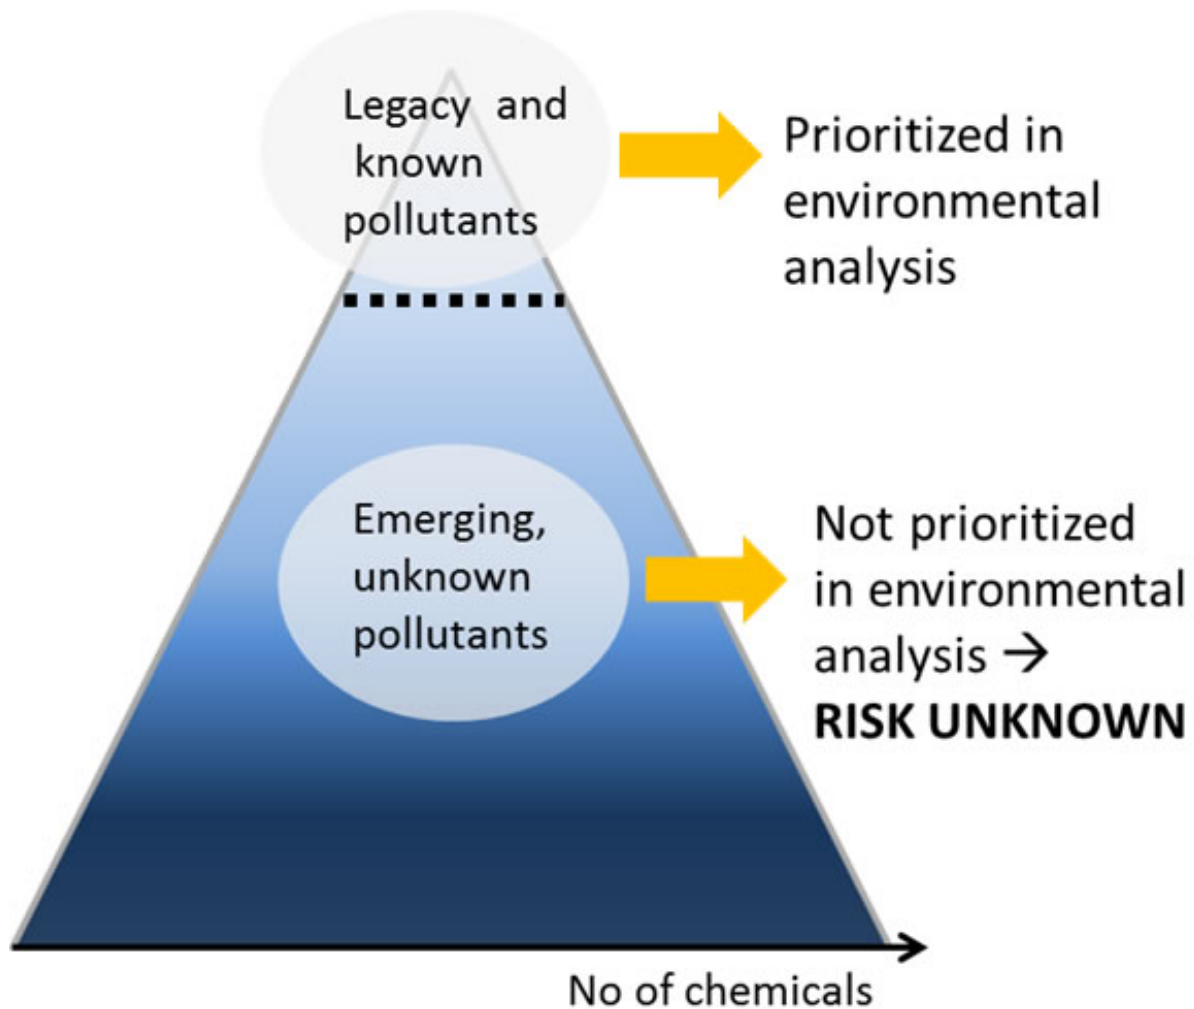 Legacy and
known
pollutants
Prioritized in
environmental
analysis
Emerging,
unknown
pollutants
Not prioritized
in environmental
analysis →
RISK UNKNOWN
No of chemicals